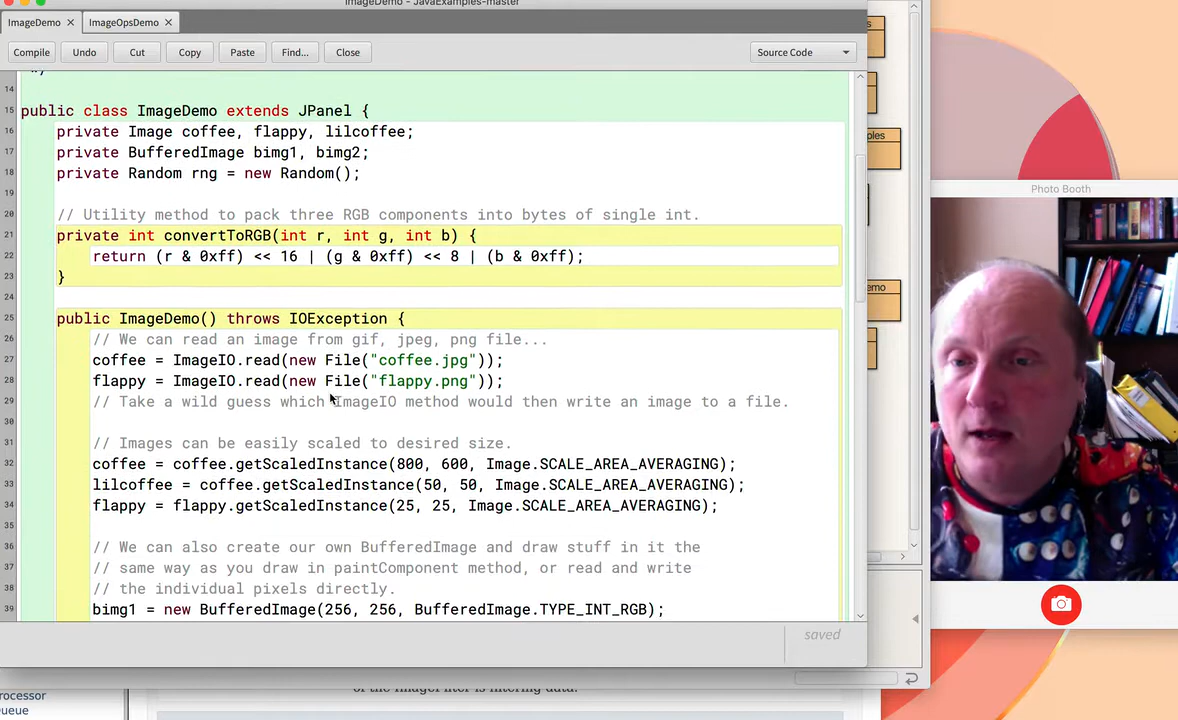 ImageDemo - JavaExamples-master
ImageDemo × ImageOpsDemo ×
Compile Undo Cut Copy Paste Find... Close Source Code
*/
14
15 public class ImageDemo extends JPanel {
16 private Image coffee, flappy, lilcoffee;
17 private BufferedImage bimg1, bimg2;
18 private Random rng = new Random();
19
20 // Utility method to pack three RGB components into bytes of single int.
21 private int convertToRGB(int r, int g, int b) {
22 return (r & 0xff) << 16 | (g & 0xff) << 8 | (b & 0xff);
23 }
24
25 public ImageDemo() throws IOException {
26 // We can read an image from gif, jpeg, png file...
27 coffee = ImageIO.read(new File("coffee.jpg"));
28 flappy = ImageIO.read(new File("flappy.png"));
29 // Take a wild guess which ImageIO method would then write an image to a file.
30
31 // Images can be easily scaled to desired size.
32 coffee = coffee.getScaledInstance(800, 600, Image.SCALE_AREA_AVERAGING);
33 lilcoffee = coffee.getScaledInstance(50, 50, Image.SCALE_AREA_AVERAGING);
34 flappy = flappy.getScaledInstance(25, 25, Image.SCALE_AREA_AVERAGING);
35
36 // We can also create our own BufferedImage and draw stuff in it the
37 // same way as you draw in paintComponent method, or read and write
38 // the individual pixels directly.
39 bimg1 = new BufferedImage(256, 256, BufferedImage.TYPE_INT_RGB);
saved
s
ples
emo
Photo Booth
rocessor
ueue